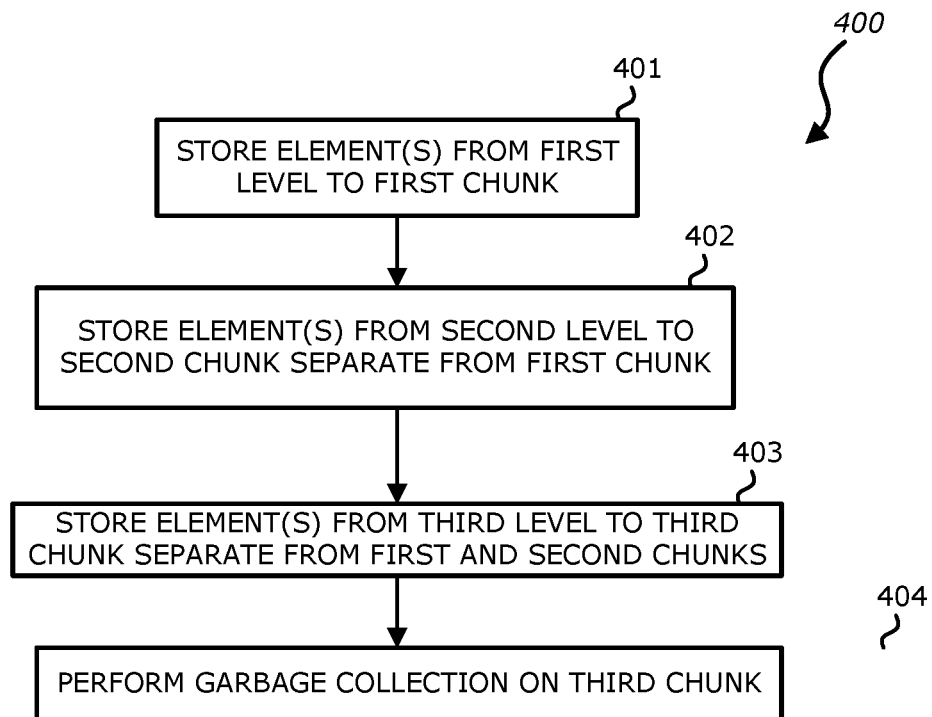 400
401
STORE ELEMENT(S) FROM FIRST
LEVEL TO FIRST CHUNK
402
STORE ELEMENT(S) FROM SECOND LEVEL TO
SECOND CHUNK SEPARATE FROM FIRST CHUNK
403
STORE ELEMENT(S) FROM THIRD LEVEL TO THIRD
CHUNK SEPARATE FROM FIRST AND SECOND CHUNKS
404
PERFORM GARBAGE COLLECTION ON THIRD CHUNK